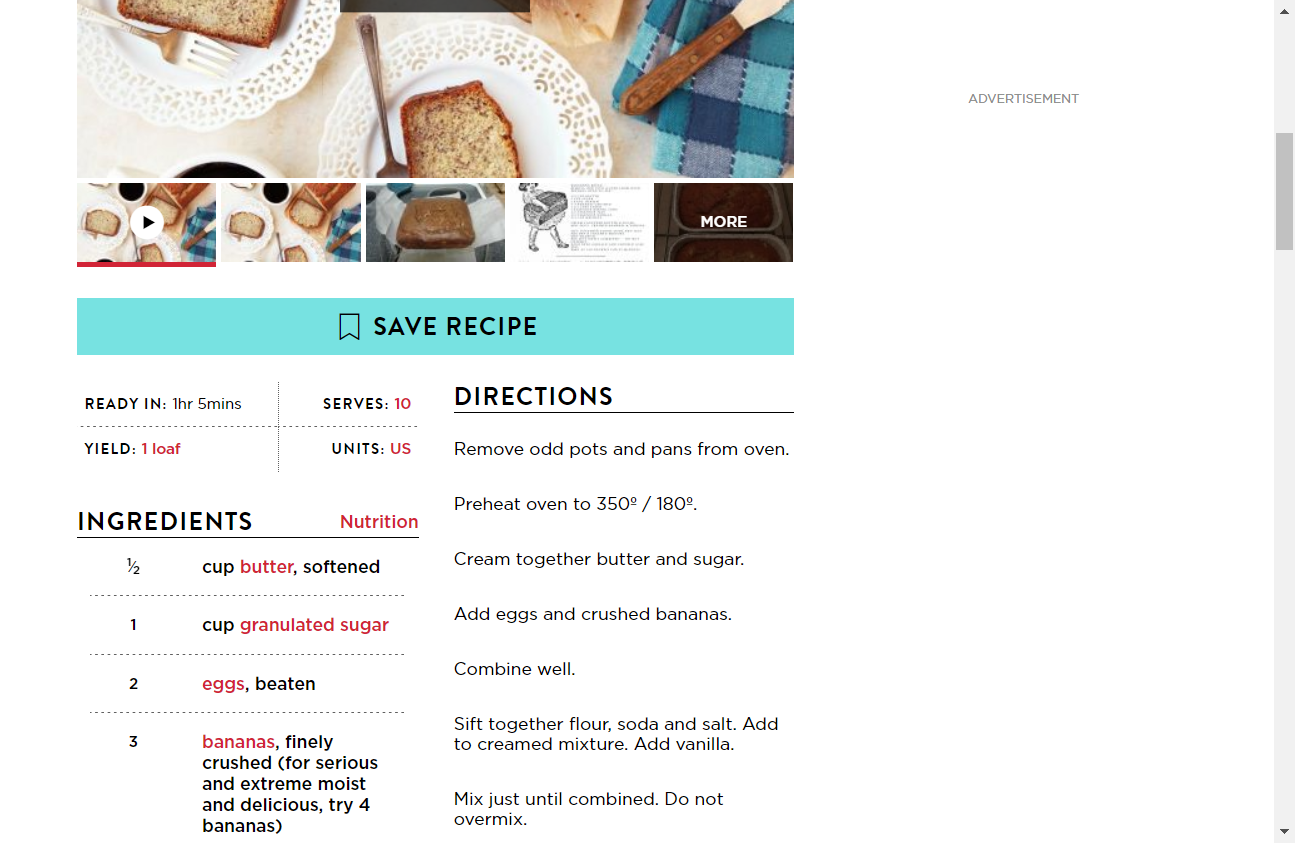 ADVERTISEMENT
MORE
SAVE RECIPE
READY IN: 1hr 5mins
SERVES: 10
YIELD: 1 loaf
UNITS: US
INGREDIENTS
Nutrition
½
cup butter, softened
1
cup granulated sugar
2
eggs, beaten
3
bananas, finely
crushed (for serious
and extreme moist
and delicious, try 4
bananas)
DIRECTIONS
Remove odd pots and pans from oven.
Preheat oven to 350º / 180º.
Cream together butter and sugar.
Add eggs and crushed bananas.
Combine well.
Sift together flour, soda and salt. Add
to creamed mixture. Add vanilla.
Mix just until combined. Do not
overmix.